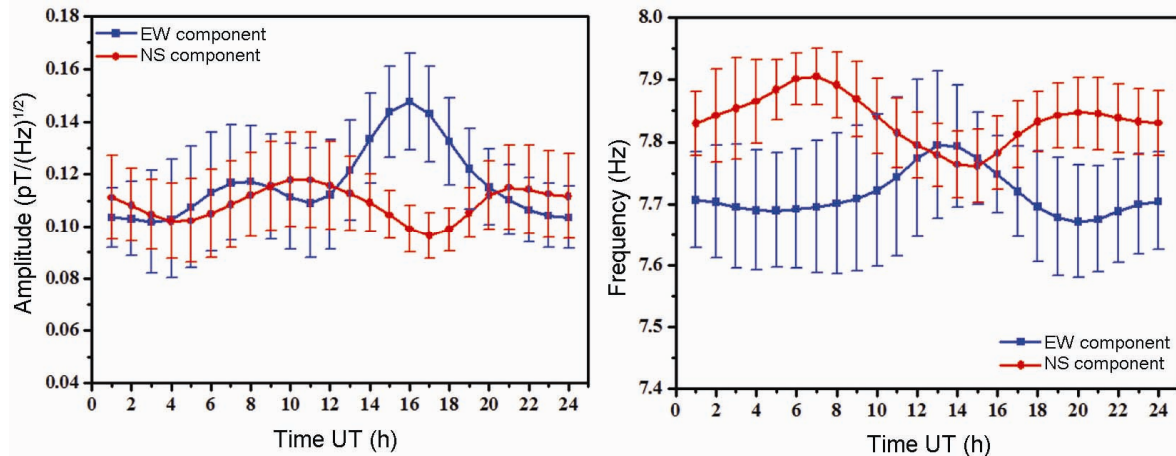 0.18
0.16
0.14
0.12
0.10
0.08
0.06
0.04
Amplitude (pT/(Hz)^1/2)
EW component
NS component
0 2 4 6 8 10 12 14 16 18 20 22 24
Time UT (h)
8.0
7.9
7.8
7.7
7.6
7.5
7.4
Frequency (Hz)
EW component
NS component
0 2 4 6 8 10 12 14 16 18 20 22 24
Time UT (h)